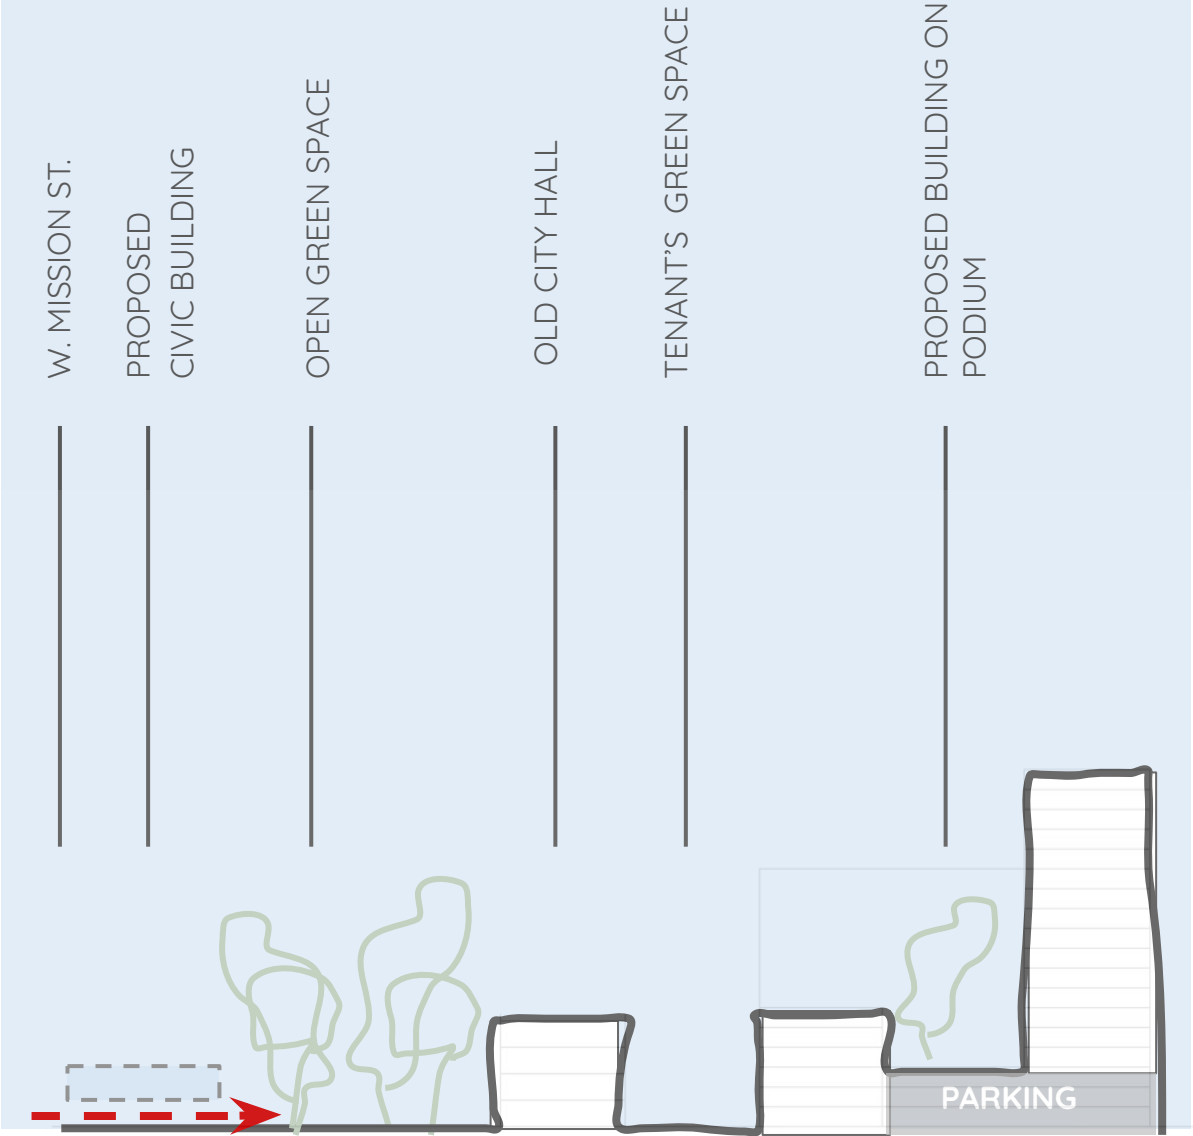 W. MISSION ST.
PROPOSED
CIVIC BUILDING
OPEN GREEN SPACE
OLD CITY HALL
TENANT'S GREEN SPACE
PROPOSED BUILDING ON
PODIUM
PARKING